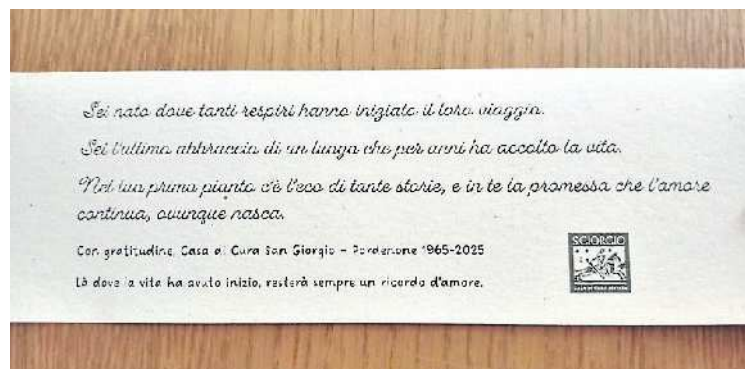 Sei nato dove tanti respiri hanno iniziato il loro viaggio.
Sei l'ultimo abbraccio di un luogo che per anni ha accolto la vita.
Nel tuo primo pianto c'è l'eco di tante storie, e in te la promessa che l'amore
continua, ovunque nasca.
Con gratitudine, Casa di Cura San Giorgio – Pordenone 1965-2025
Là dove la vita ha avuto inizio, resterà sempre un ricordo d'amore.
SGIORGIO